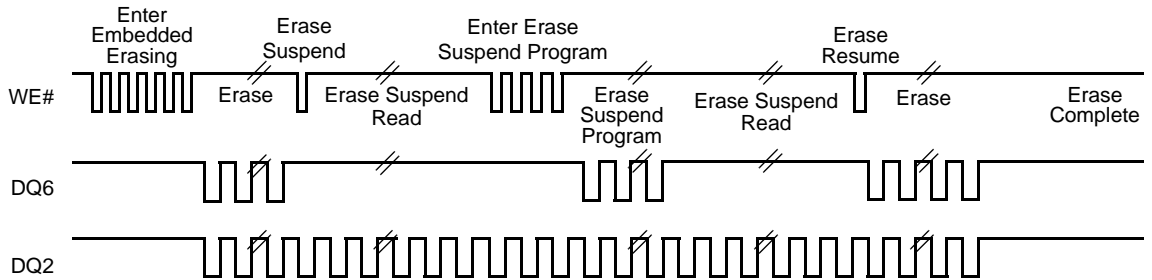 Enter
Embedded
Erasing
Erase
Suspend
Enter Erase
Suspend Program
Erase
Resume
WE#
Erase
Erase Suspend
Read
Erase
Suspend
Program
Erase Suspend
Read
Erase
Erase
Complete
DQ6
DQ2